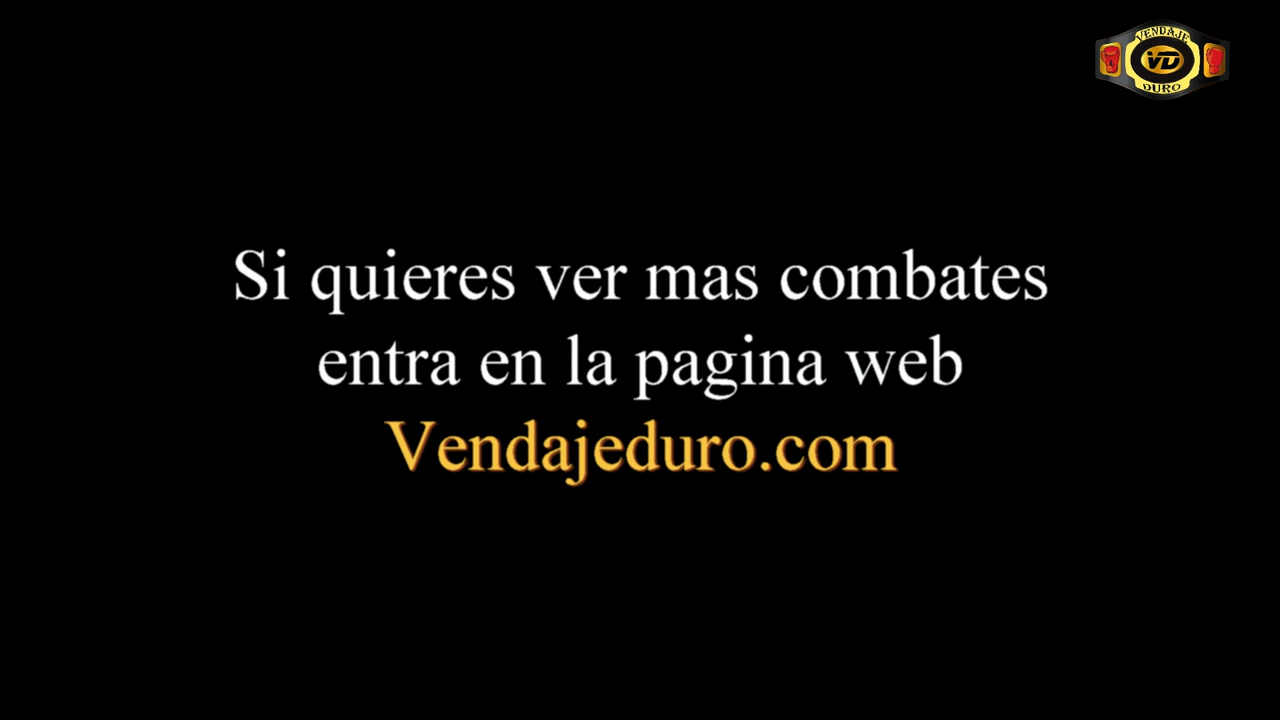 VENDAJE
VD
DURO
Si quieres ver mas combates
entra en la pagina web
Vendajeduro.com